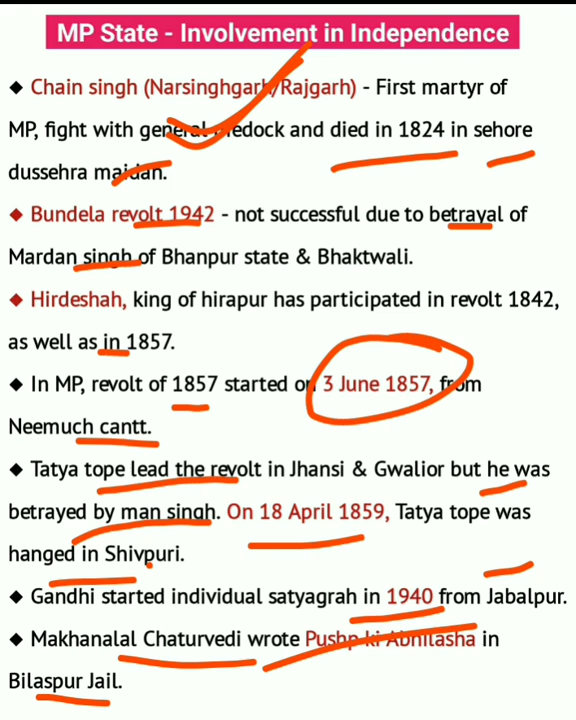 MP State - Involvement in Independence
◆ Chain singh (Narsinghgarh/Rajgarh) - First martyr of
MP, fight with general Medock and died in 1824 in sehore
dussehra maidan.
◆ Bundela revolt 1942 - not successful due to betrayal of
Mardan singh of Bhanpur state & Bhaktwali.
◆ Hirdeshah, king of hirapur has participated in revolt 1842,
as well as in 1857.
◆ In MP, revolt of 1857 started on 3 June 1857, from
Neemuch cantt.
◆ Tatya tope lead the revolt in Jhansi & Gwalior but he was
betrayed by man singh. On 18 April 1859, Tatya tope was
hanged in Shivpuri.
◆ Gandhi started individual satyagrah in 1940 from Jabalpur.
◆ Makhanalal Chaturvedi wrote Pushp ki Abhilasha in
Bilaspur Jail.